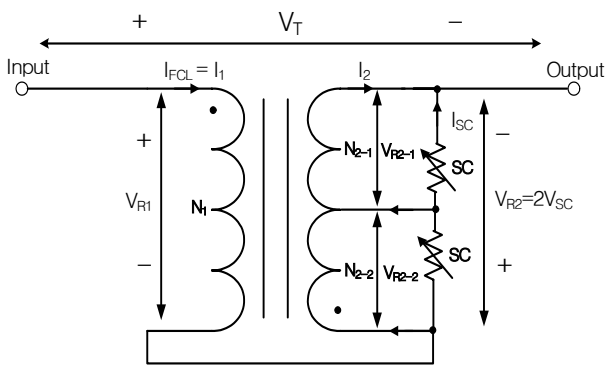 + V_T −
Input
Output
I_FCL = I_1
I_2
I_SC
+
V_R1
−
N_1
N_2–1
V_R2–1
SC
−
V_R2=2V_SC
+
N_2–2
V_R2–2
SC